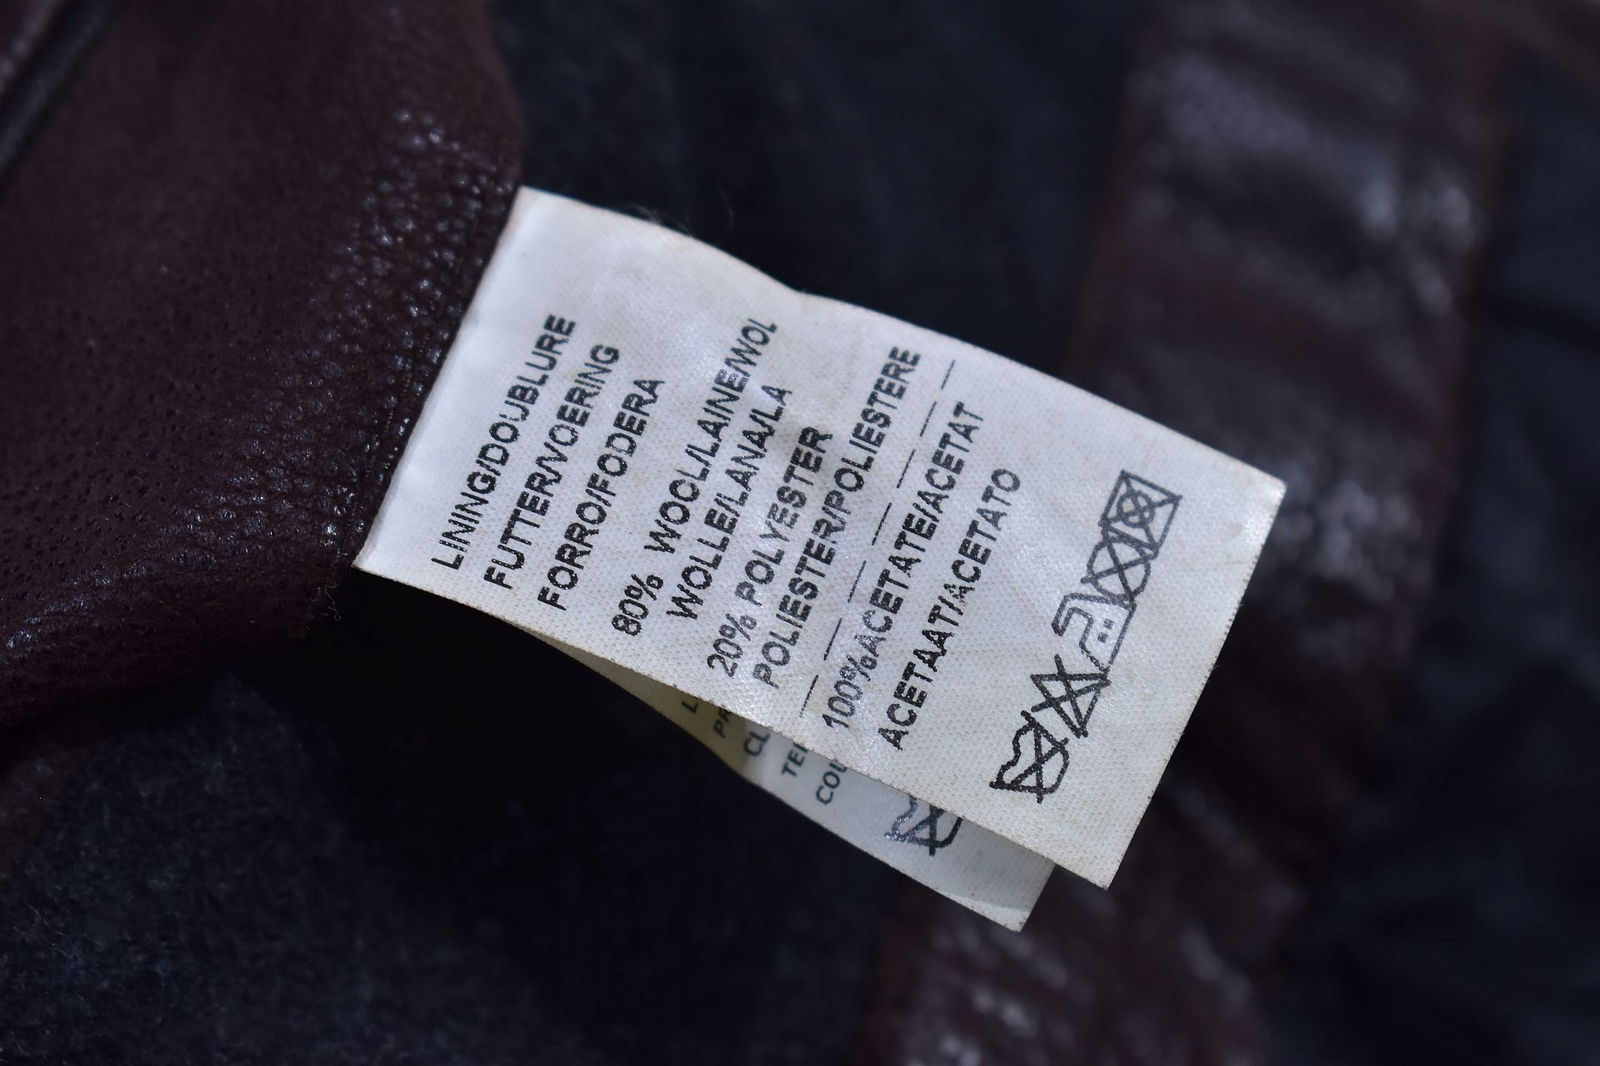 LINING/DOUBLURE
FUTTER/VOERING
FORRO/FODERA
80% WOOL/LAINE/WOL
WOLLE/LANA/LA
20% POLYESTER
POLIESTER/POLIESTERE
100%ACETATE/ACETAT
ACETAAT/ACETATO